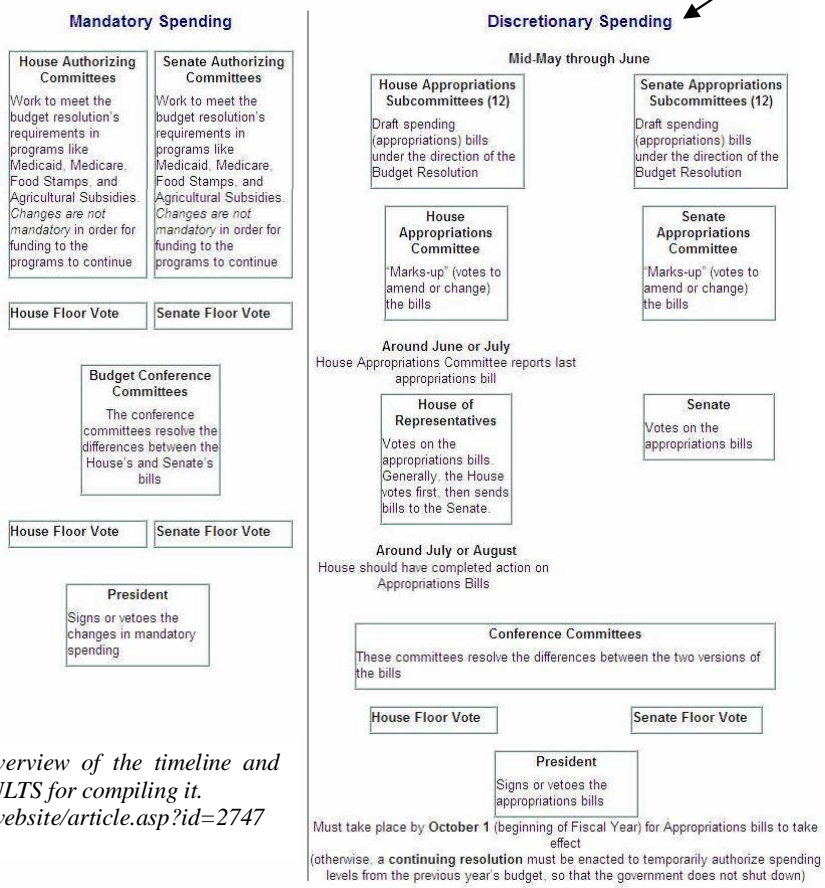 Mandatory Spending
House Authorizing
Committees
Work to meet the
budget resolution's
requirements in
programs like
Medicaid, Medicare,
Food Stamps, and
Agricultural Subsidies.
Changes are not
mandatory in order for
funding to the
programs to continue
Senate Authorizing
Committees
Work to meet the
budget resolution's
requirements in
programs like
Medicaid, Medicare,
Food Stamps, and
Agricultural Subsidies.
Changes are not
mandatory in order for
funding to the
programs to continue
House Floor Vote
Senate Floor Vote
Budget Conference
Committees
The conference
committees resolve the
differences between the
House's and Senate's
bills
House Floor Vote
Senate Floor Vote
President
Signs or vetoes the
changes in mandatory
spending
verview of the timeline and
ULTS for compiling it.
website/article.asp?id=2747
Discretionary Spending
Mid-May through June
House Appropriations
Subcommittees (12)
Draft spending
(appropriations) bills
under the direction of the
Budget Resolution
Senate Appropriations
Subcommittees (12)
Draft spending
(appropriations) bills
under the direction of the
Budget Resolution
House
Appropriations
Committee
"Marks-up" (votes to
amend or change)
the bills
Senate
Appropriations
Committee
"Marks-up" (votes to
amend or change)
the bills
Around June or July
House Appropriations Committee reports last
appropriations bill
House of
Representatives
Votes on the
appropriations bills.
Generally, the House
votes first, then sends
bills to the Senate.
Senate
Votes on the
appropriations bills
Around July or August
House should have completed action on
Appropriations Bills
Conference Committees
These committees resolve the differences between the two versions of
the bills
House Floor Vote
Senate Floor Vote
President
Signs or vetoes the
appropriations bills
Must take place by October 1 (beginning of Fiscal Year) for Appropriations bills to take
effect
(otherwise, a continuing resolution must be enacted to temporarily authorize spending
levels from the previous year's budget, so that the government does not shut down)